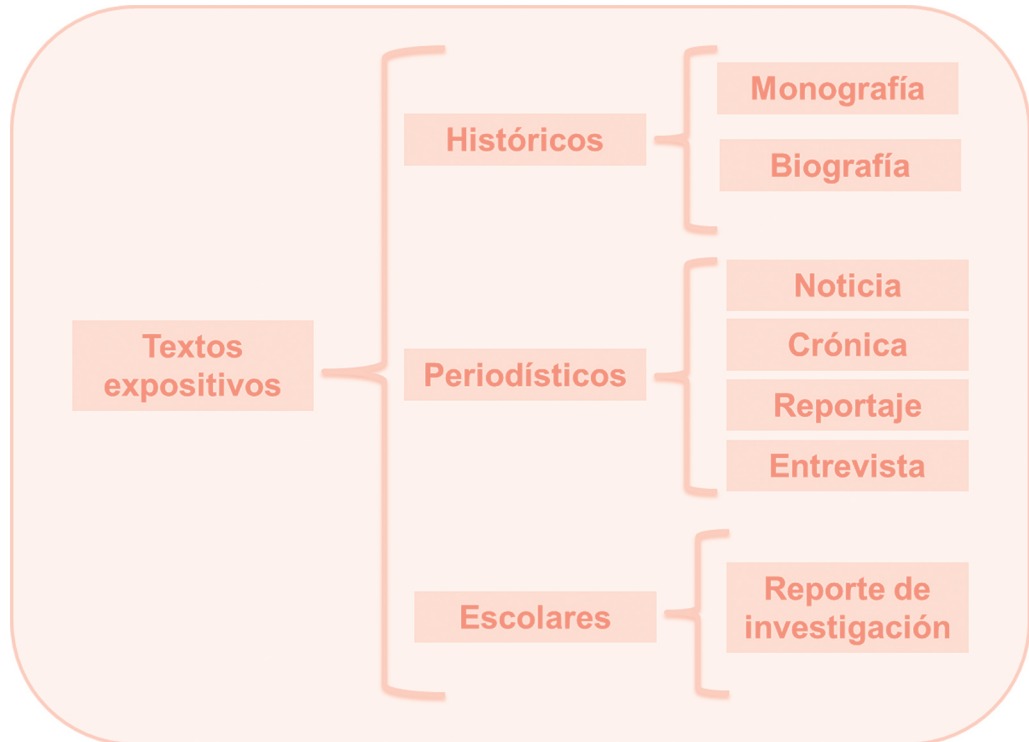 Textos
expositivos
Históricos
Monografía
Biografía
Periodísticos
Noticia
Crónica
Reportaje
Entrevista
Escolares
Reporte de
investigación